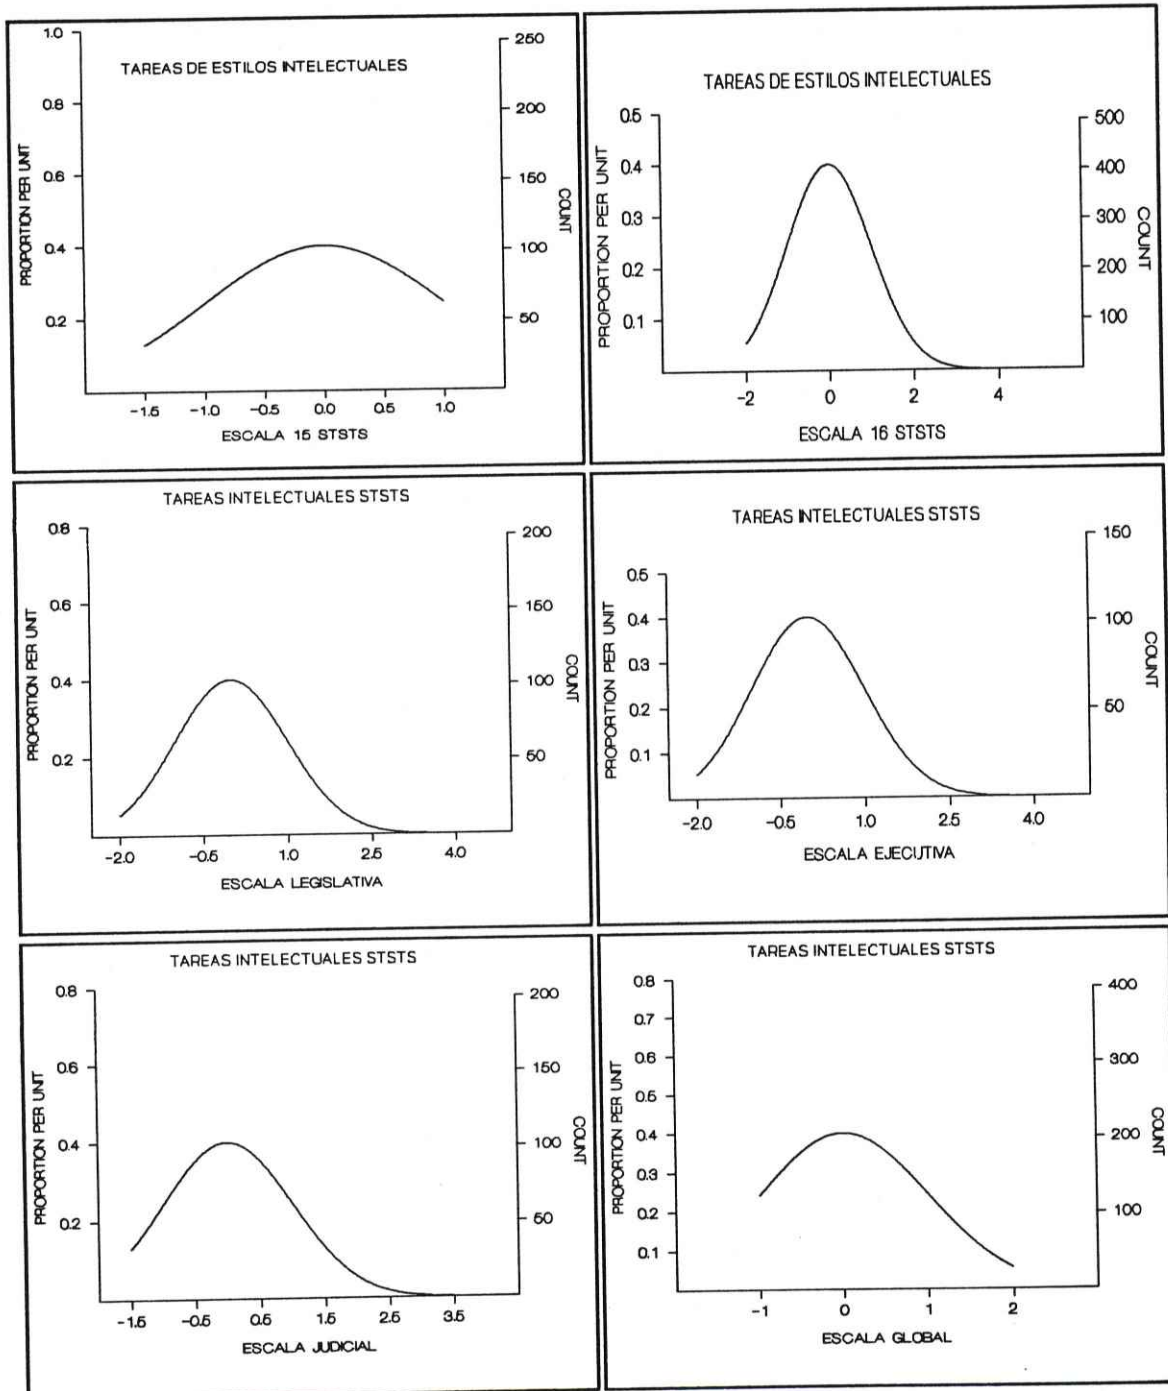 TAREAS DE ESTILOS INTELECTUALES
1.0
0.8
0.6
0.4
0.2
PROPORTION PER UNIT
250
200
150
100
50
COUNT
-1.5 -1.0 -0.5 0.0 0.5 1.0
ESCALA 15 STSTS
TAREAS DE ESTILOS INTELECTUALES
0.5
0.4
0.3
0.2
0.1
PROPORTION PER UNIT
500
400
300
200
100
COUNT
-2 0 2 4
ESCALA 16 STSTS
TAREAS INTELECTUALES STSTS
0.8
0.6
0.4
0.2
PROPORTION PER UNIT
200
150
100
50
COUNT
-2.0 -0.5 1.0 2.5 4.0
ESCALA LEGISLATIVA
TAREAS INTELECTUALES STSTS
0.5
0.4
0.3
0.2
0.1
PROPORTION PER UNIT
150
100
50
COUNT
-2.0 -0.5 1.0 2.5 4.0
ESCALA EJECUTIVA
TAREAS INTELECTUALES STSTS
0.8
0.6
0.4
0.2
PROPORTION PER UNIT
200
150
100
50
COUNT
-1.5 -0.5 0.5 1.5 2.5 3.5
ESCALA JUDICIAL
TAREAS INTELECTUALES STSTS
0.8
0.7
0.6
0.5
0.4
0.3
0.2
0.1
PROPORTION PER UNIT
400
300
200
100
COUNT
-1 0 1 2
ESCALA GLOBAL